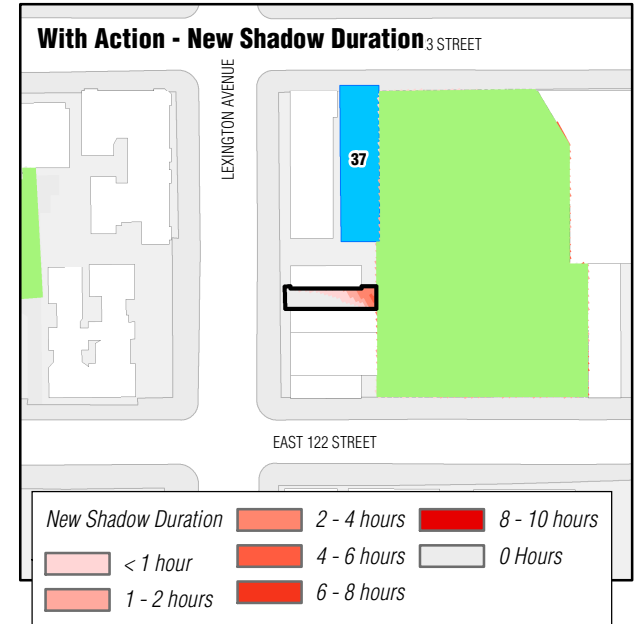 With Action - New Shadow Duration
3 STREET
LEXINGTON AVENUE
37
EAST 122 STREET
New Shadow Duration
< 1 hour
1 - 2 hours
2 - 4 hours
4 - 6 hours
6 - 8 hours
8 - 10 hours
0 Hours